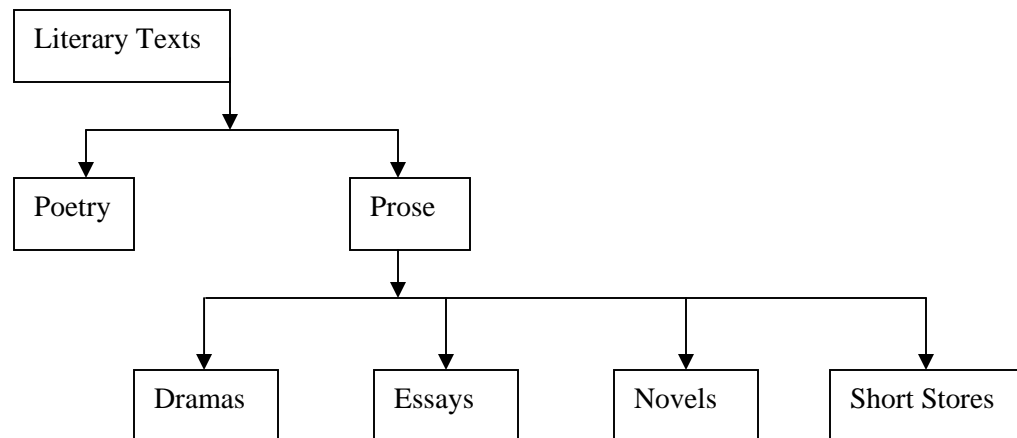 Literary Texts
Poetry
Prose
Dramas
Essays
Novels
Short Stores